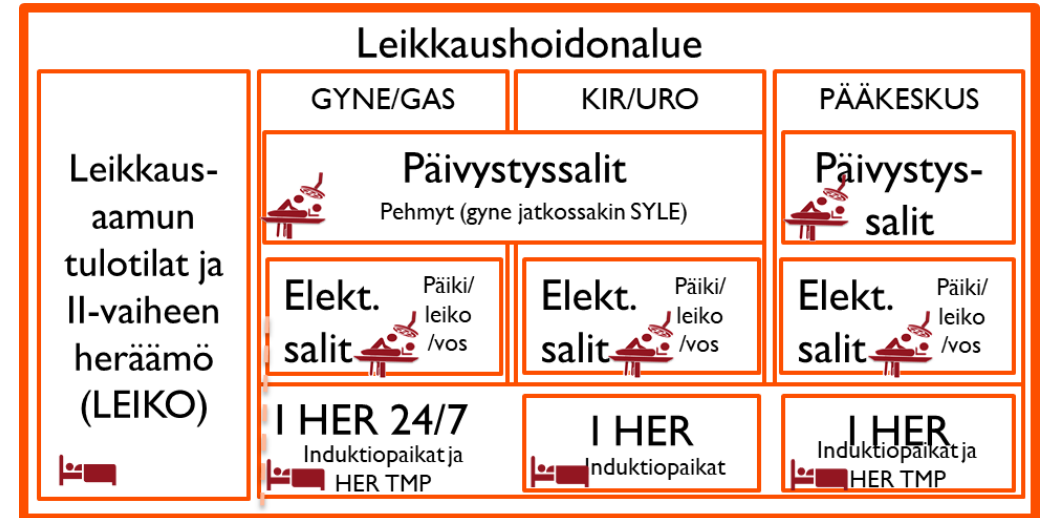 Leikkaushoidonalue
Leikkaus-
aamun
tulotilat ja
II-vaiheen
heräämö
(LEIKO)
GYNE/GAS
KIR/URO
PÄÄKESKUS
Päivystyssalit
Pehmyt (gyne jatkossakin SYLE)
Päivystys-
salit
Elekt.
salit
Päiki/
leiko
/vos
Elekt.
salit
Päiki/
leiko
/vos
Elekt.
salit
Päiki/
leiko
/vos
I HER 24/7
Induktiopaikat ja
HER TMP
I HER
Induktiopaikat
I HER
Induktiopaikat ja
HER TMP